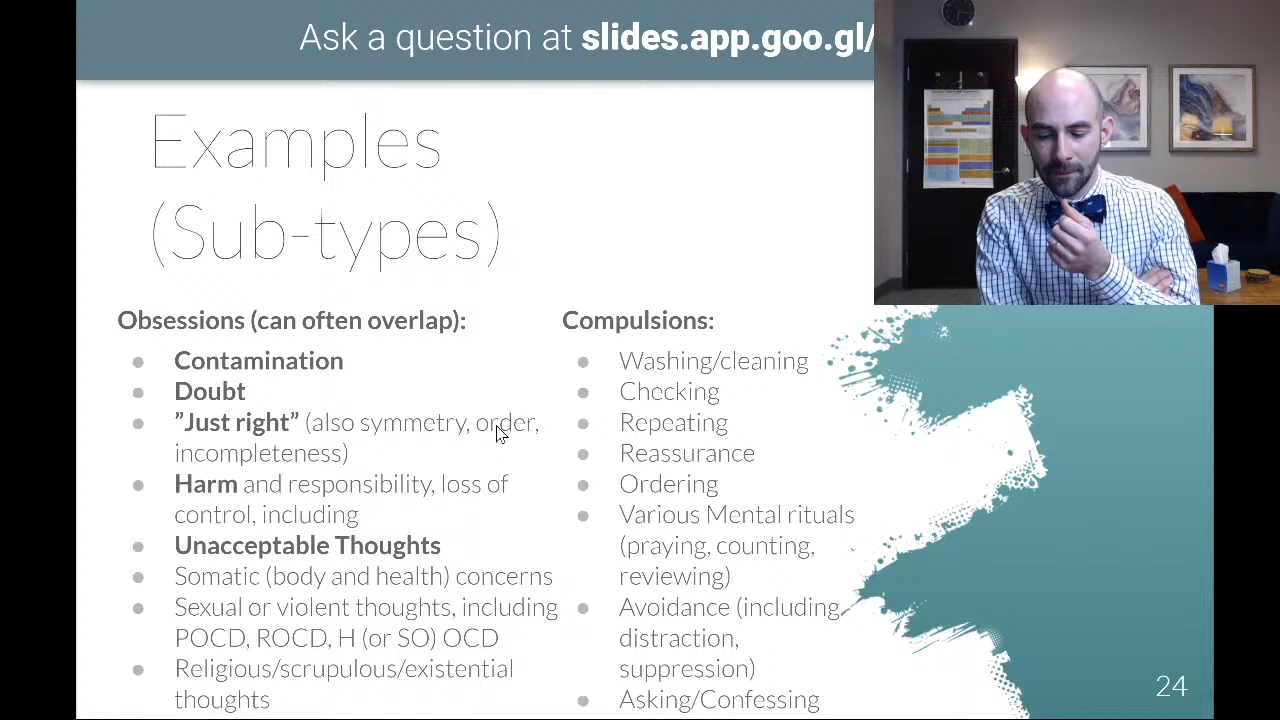 Ask a question at slides.app.goo.gl/
Examples
(Sub-types)
Obsessions (can often overlap):
● Contamination
● Doubt
● ”Just right” (also symmetry, order,
incompleteness)
● Harm and responsibility, loss of
control, including
● Unacceptable Thoughts
● Somatic (body and health) concerns
● Sexual or violent thoughts, including
POCD, ROCD, H (or SO) OCD
● Religious/scrupulous/existential
thoughts
Compulsions:
● Washing/cleaning
● Checking
● Repeating
● Reassurance
● Ordering
● Various Mental rituals
(praying, counting,
reviewing)
● Avoidance (including
distraction,
suppression)
● Asking/Confessing
24